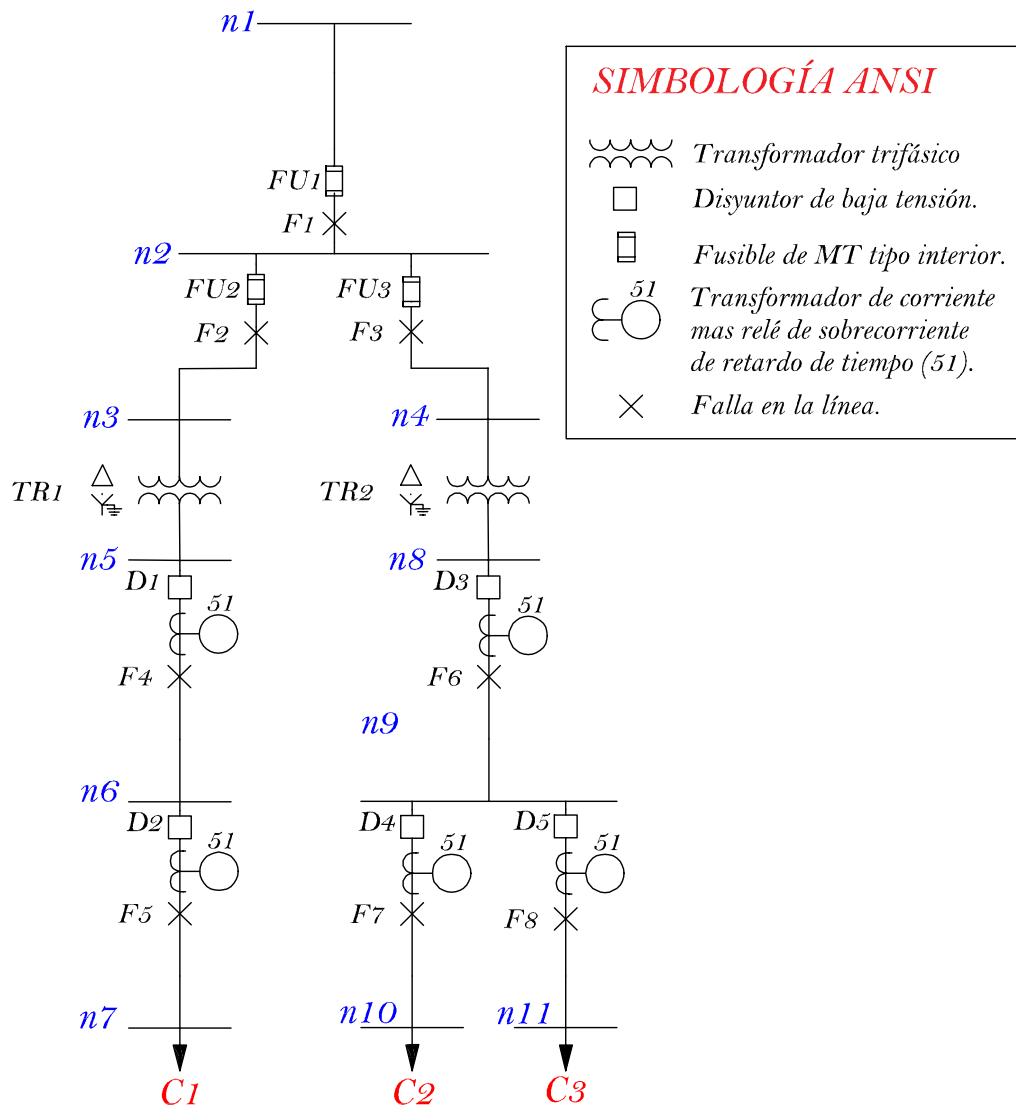 n1
SIMBOLOGÍA ANSI
Transformador trifásico
Disyuntor de baja tensión.
Fusible de MT tipo interior.
51
Transformador de corriente
mas relé de sobrecorriente
de retardo de tiempo (51).
Falla en la línea.
FU1
F1
n2
FU2
FU3
F2
F3
n3
n4
TR1
TR2
n5
n8
D1
D3
51
51
F4
F6
n9
n6
D2
D4
D5
51
51
51
F5
F7
F8
n7
n10
n11
C1
C2
C3